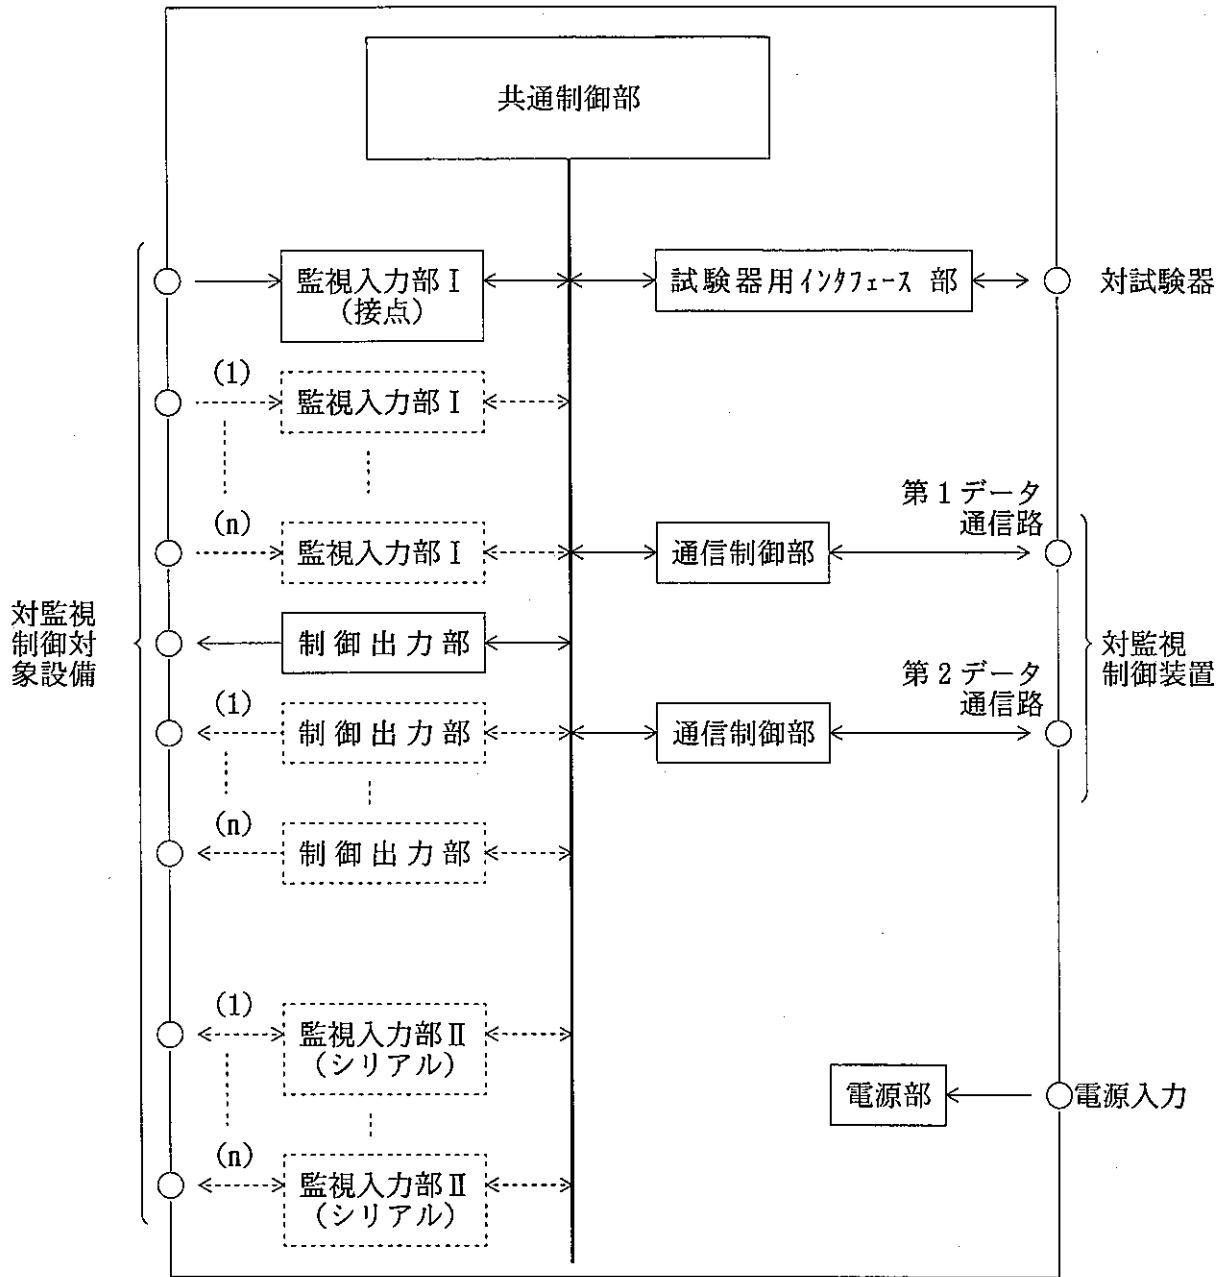 共通制御部
監視入力部Ⅰ
(接点)
試験器用インタフェース 部
対試験器
(1)
監視入力部Ⅰ
(n)
監視入力部Ⅰ
第1データ
通信路
通信制御部
対監視
制御対
象設備
制御出力部
対監視
制御装置
(1)
制御出力部
第2データ
通信路
通信制御部
(n)
制御出力部
(1)
監視入力部Ⅱ
(シリアル)
電源部
電源入力
(n)
監視入力部Ⅱ
(シリアル)